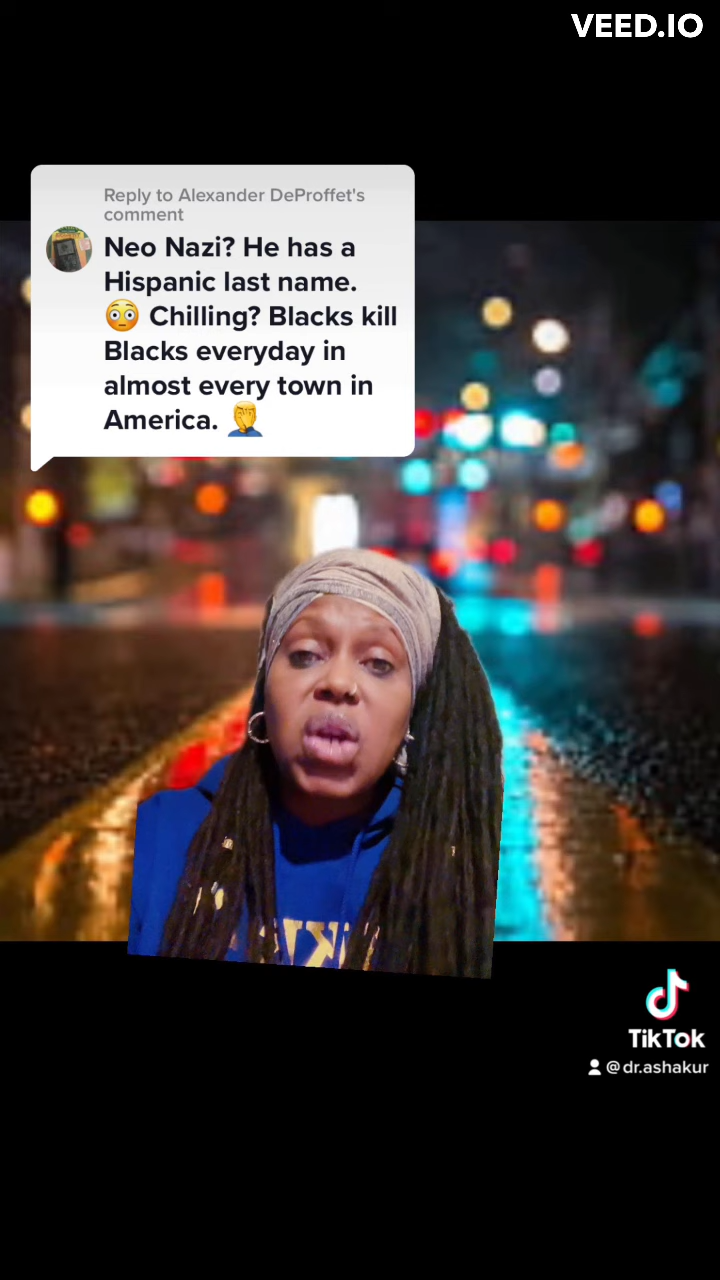 VEED.IO
Reply to Alexander DeProffet's
comment
Neo Nazi? He has a
Hispanic last name.
😳 Chilling? Blacks kill
Blacks everyday in
almost every town in
America. 🤦‍♂️
TikTok
@dr.ashakur